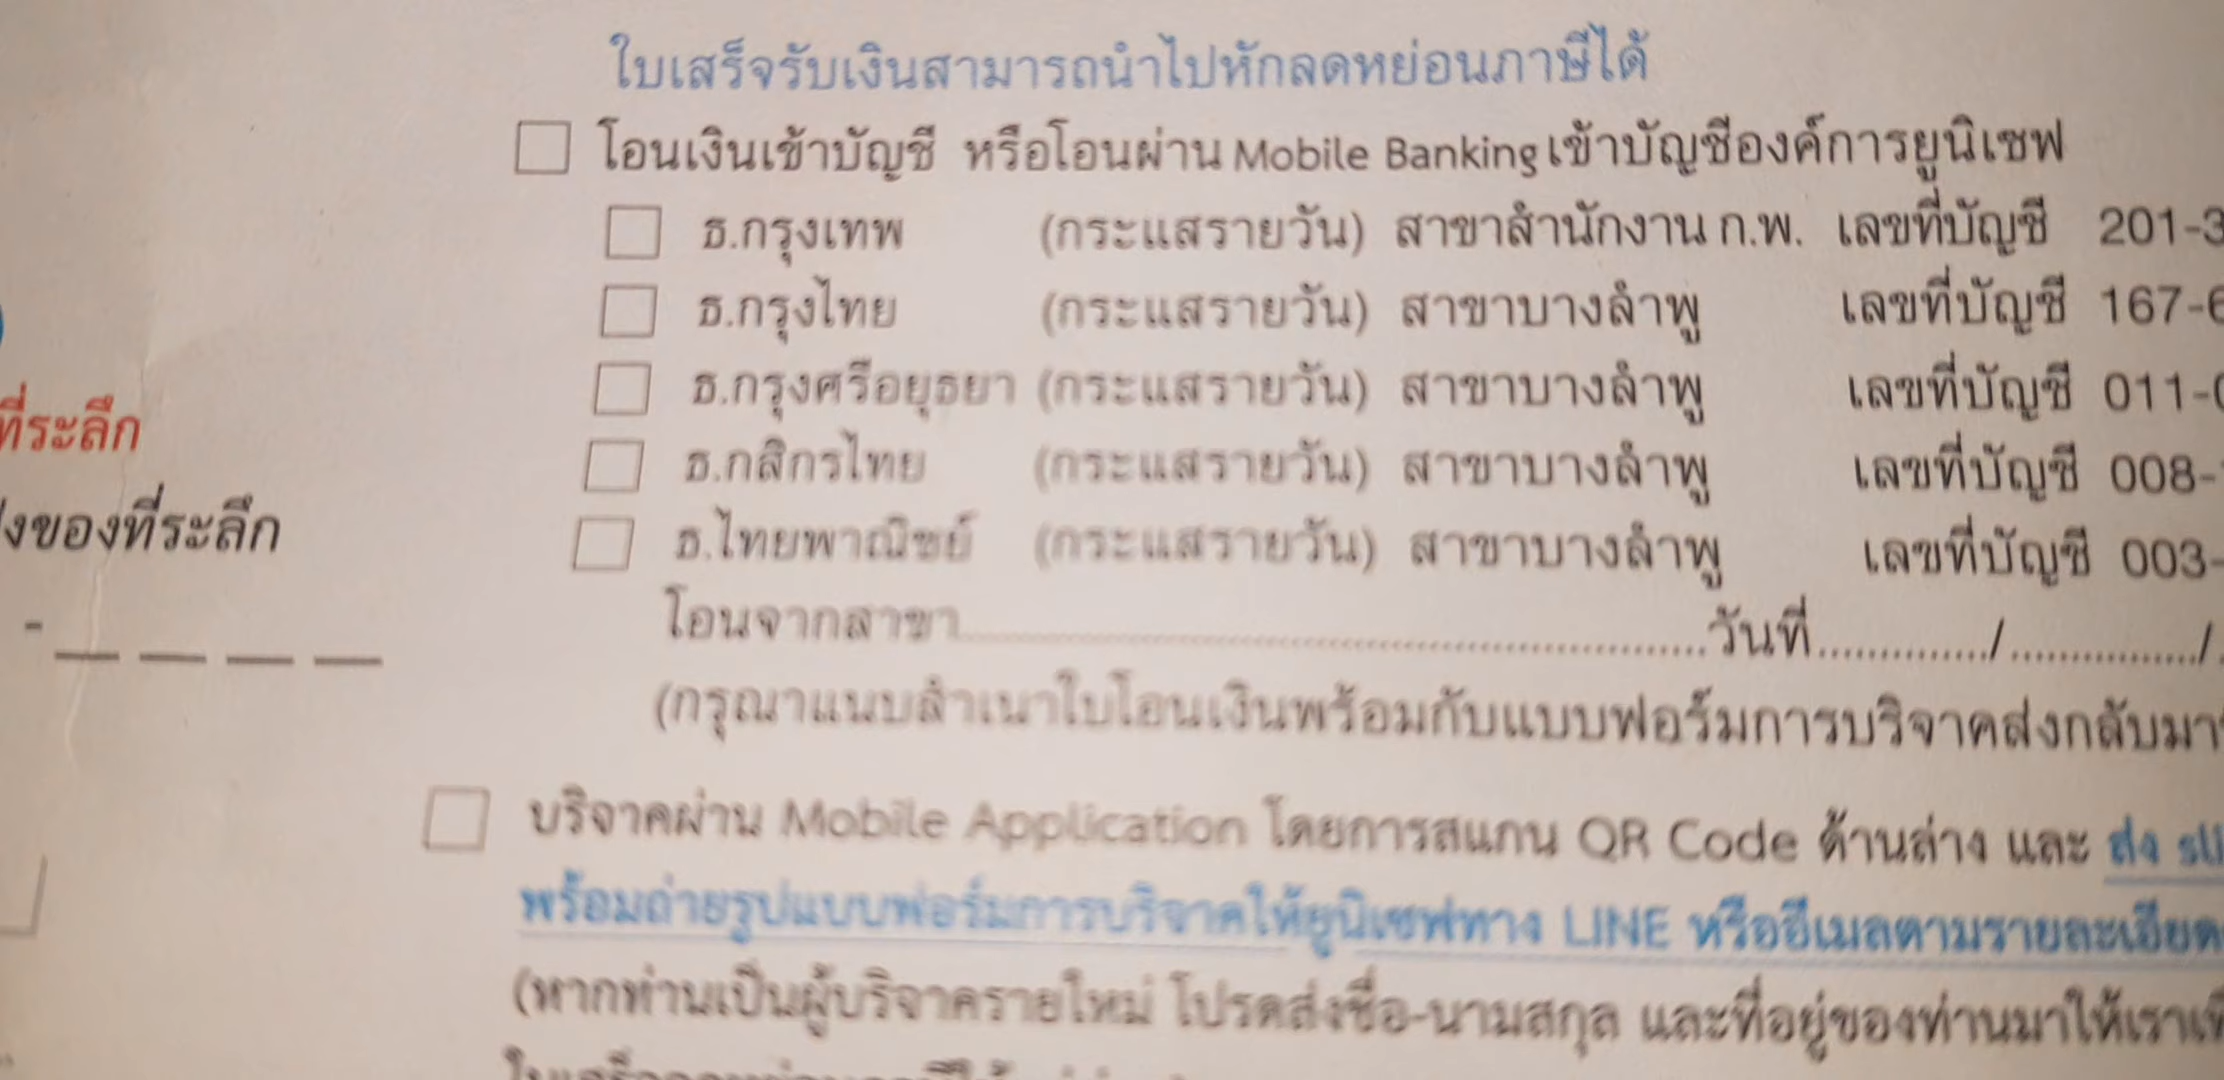 ใบเสร็จรับเงินสามารถนำไปหักลดหย่อนภาษีได้
โอนเงินเข้าบัญชี หรือโอนผ่าน Mobile Banking เข้าบัญชีองค์การยูนิเซฟ
ธ.กรุงเทพ (กระแสรายวัน) สาขาสำนักงาน ก.พ. เลขที่บัญชี 201-3
ธ.กรุงไทย (กระแสรายวัน) สาขาบางลำพู เลขที่บัญชี 167-6
ธ.กรุงศรีอยุธยา (กระแสรายวัน) สาขาบางลำพู เลขที่บัญชี 011-0
ธ.กสิกรไทย (กระแสรายวัน) สาขาบางลำพู เลขที่บัญชี 008-
ธ.ไทยพาณิชย์ (กระแสรายวัน) สาขาบางลำพู เลขที่บัญชี 003-
โอนจากสาขา..........วันที่............../................/
(กรุณาแนบสำเนาใบโอนเงินพร้อมกับแบบฟอร์มการบริจาคส่งกลับมา
บริจาคผ่าน Mobile Application โดยการสแกน QR Code ด้านล่าง และ ส่ง sli
พร้อมถ่ายรูปแบบฟอร์มการบริจาคให้ยูนิเซฟทาง LINE หรืออีเมลตามรายละเอียด
(หากท่านเป็นผู้บริจาครายใหม่ โปรดส่งชื่อ-นามสกุล และที่อยู่ของท่านมาให้เราเพื่
ที่ระลึก
งของที่ระลึก